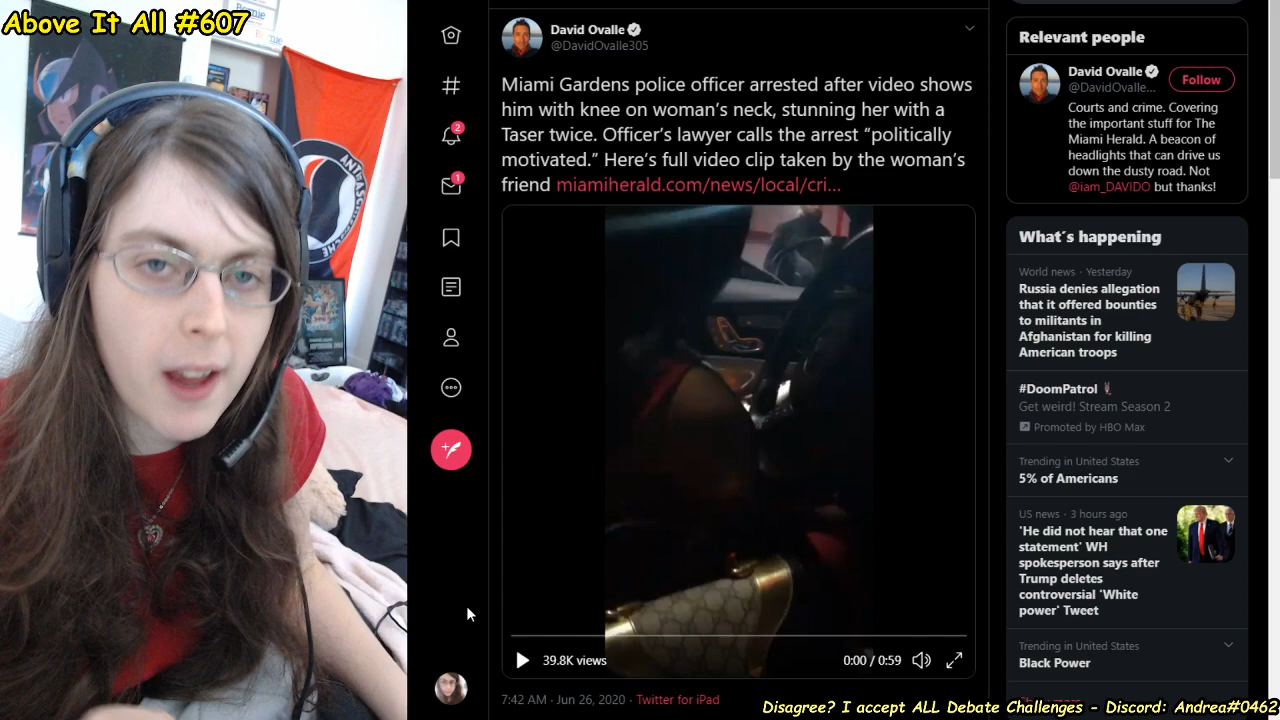 Above It All #607
Bernie
ANTIFASCHI
David Ovalle
@DavidOvalle305
Miami Gardens police officer arrested after video shows
him with knee on woman's neck, stunning her with a
Taser twice. Officer's lawyer calls the arrest “politically
motivated.” Here's full video clip taken by the woman's
friend miamiherald.com/news/local/cri...
39.8K views
0:00 / 0:59
7:42 AM · Jun 26, 2020 · Twitter for iPad
2
1
Relevant people
David Ovalle
@DavidOvalle...
Follow
Courts and crime. Covering
the important stuff for The
Miami Herald. A beacon of
headlights that can drive us
down the dusty road. Not
@iam_DAVIDO but thanks!
What's happening
World news · Yesterday
Russia denies allegation
that it offered bounties
to militants in
Afghanistan for killing
American troops
#DoomPatrol
Get weird! Stream Season 2
Promoted by HBO Max
Trending in United States
5% of Americans
US news · 3 hours ago
'He did not hear that one
statement' WH
spokesperson says after
Trump deletes
controversial 'White
power' Tweet
Trending in United States
Black Power
Disagree? I accept ALL Debate Challenges - Discord: Andrea#0462